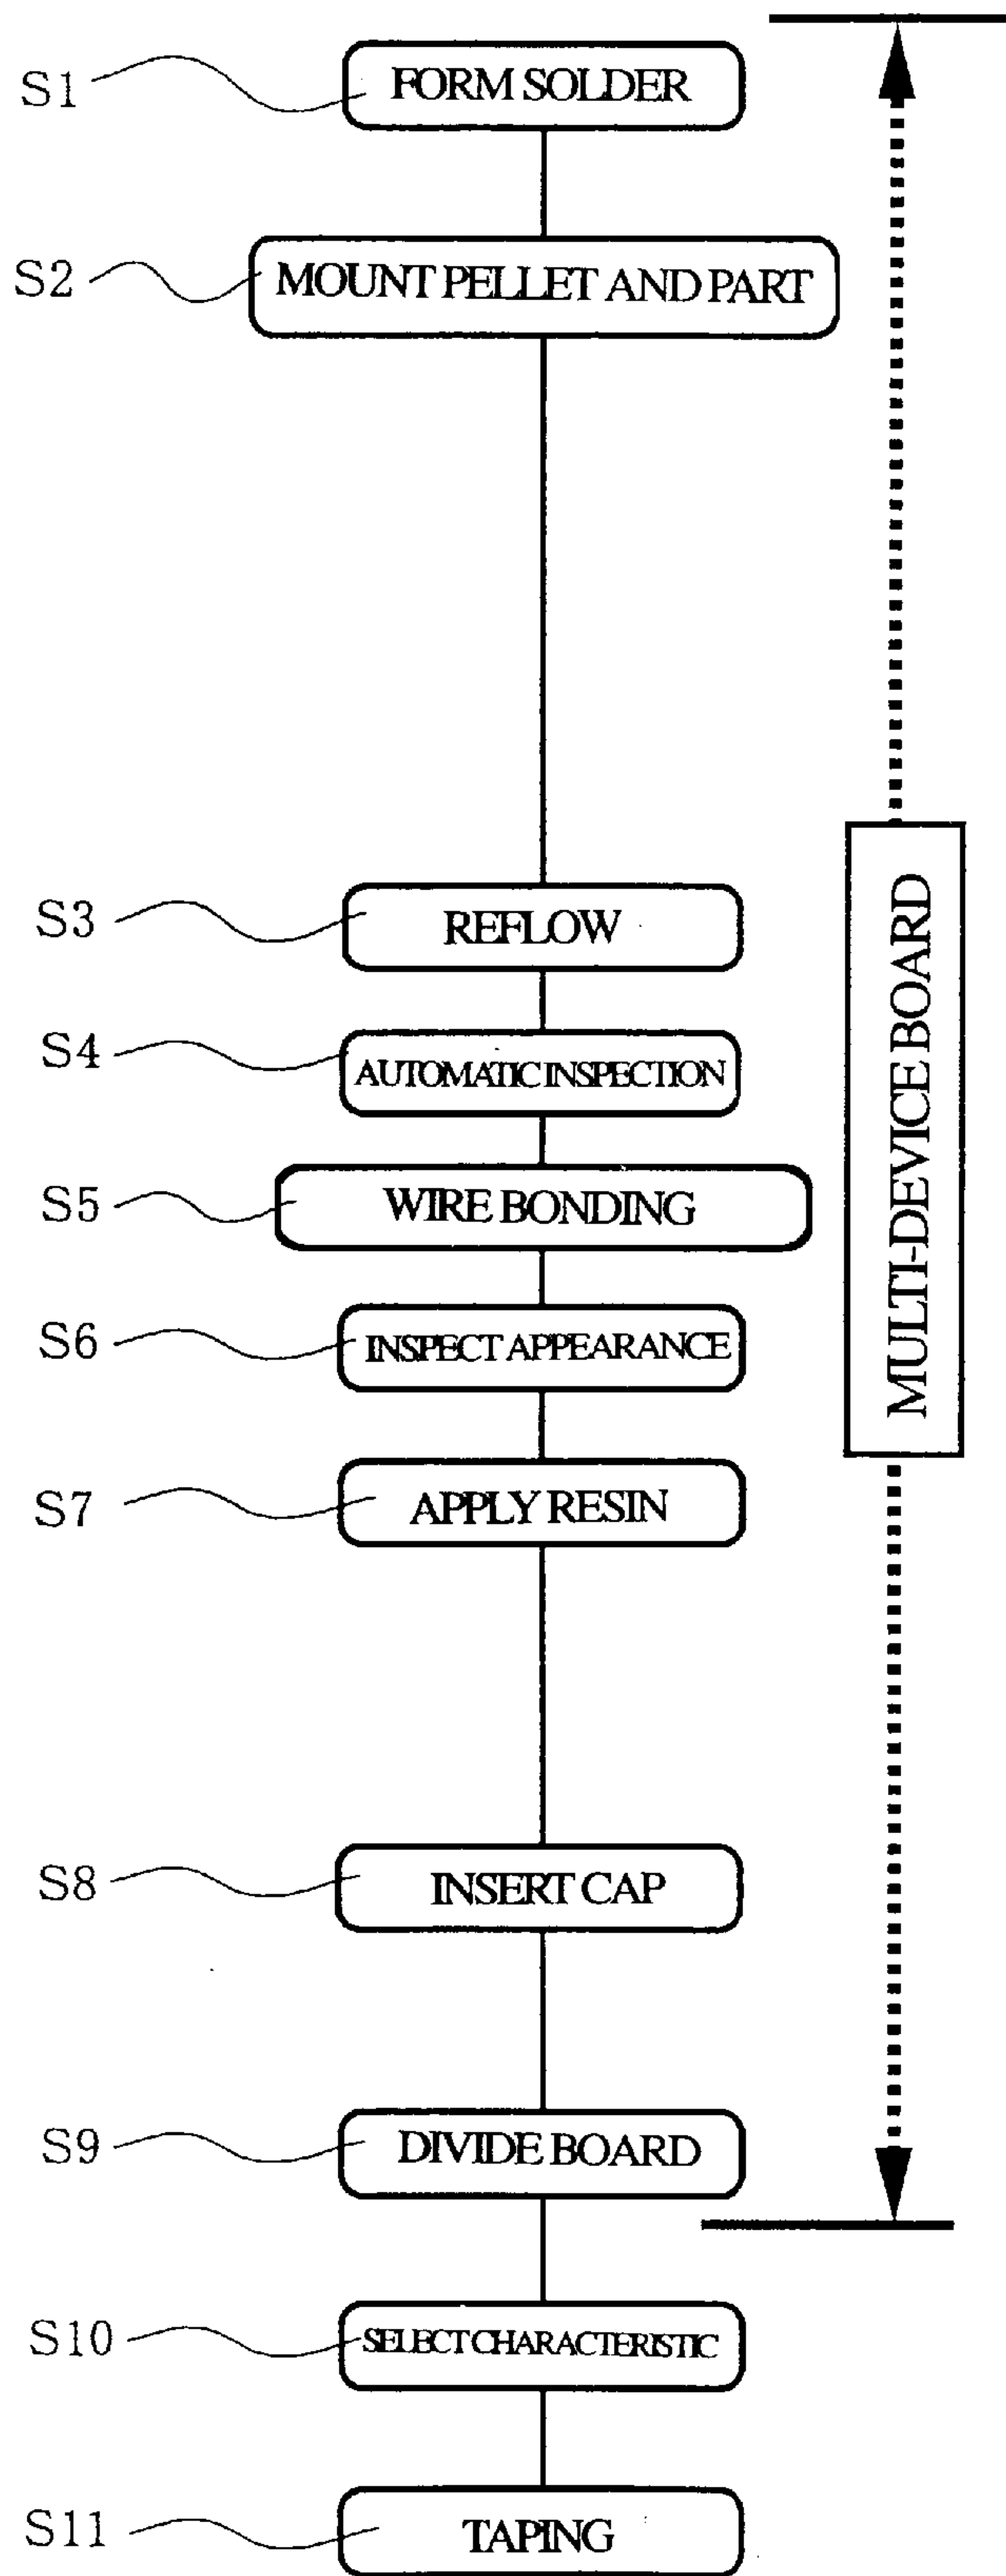 S1 FORM SOLDER
S2 MOUNT PELLET AND PART
S3 REFLOW
S4 AUTOMATIC INSPECTION
S5 WIRE BONDING
S6 INSPECT APPEARANCE
S7 APPLY RESIN
S8 INSERT CAP
S9 DIVIDE BOARD
S10 SELECT CHARACTERISTIC
S11 TAPING
MULTI-DEVICE BOARD